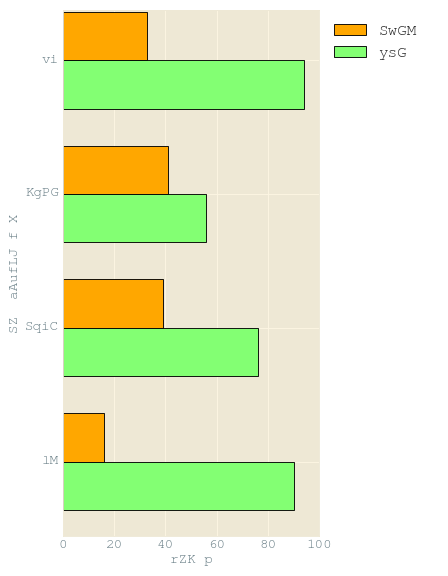 SwGM
ysG
vi
KgPG
SqiC
1M
SZ  aAufLJ f X
0 20 40 60 80 100
rZK p